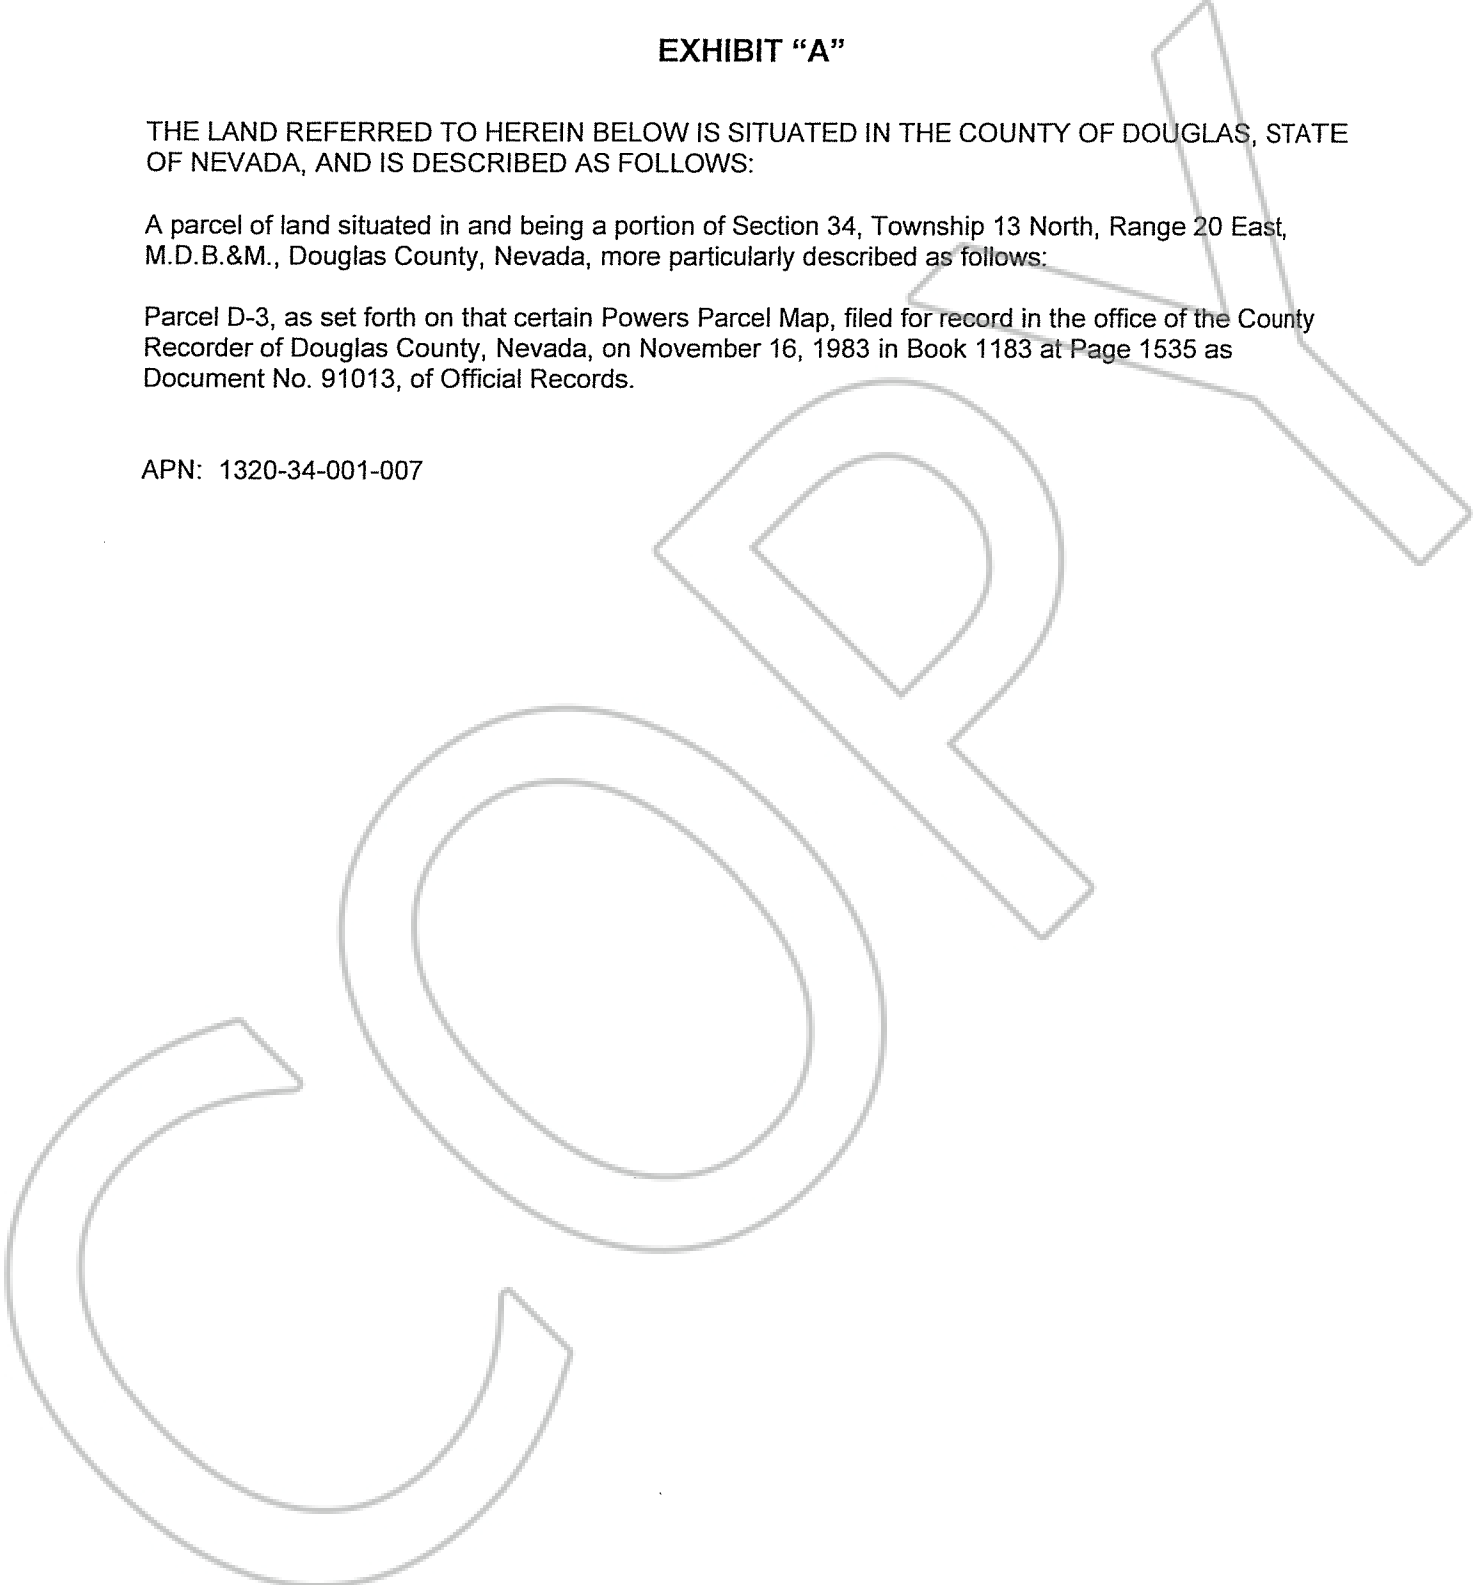 EXHIBIT “A”
THE LAND REFERRED TO HEREIN BELOW IS SITUATED IN THE COUNTY OF DOUGLAS, STATE
OF NEVADA, AND IS DESCRIBED AS FOLLOWS:
A parcel of land situated in and being a portion of Section 34, Township 13 North, Range 20 East,
M.D.B.&M., Douglas County, Nevada, more particularly described as follows:
Parcel D-3, as set forth on that certain Powers Parcel Map, filed for record in the office of the County
Recorder of Douglas County, Nevada, on November 16, 1983 in Book 1183 at Page 1535 as
Document No. 91013, of Official Records.
APN: 1320-34-001-007
COPY